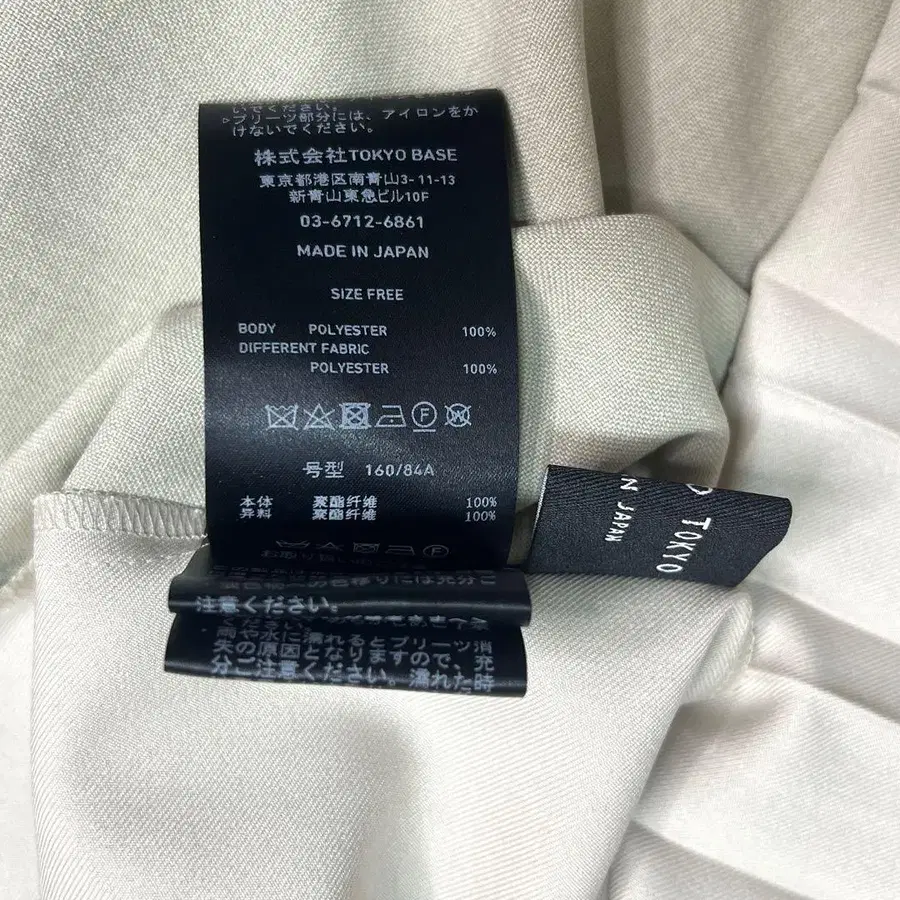 いでください。
▷プリーツ部分には、アイロンをか
けないでください。
株式会社TOKYO BASE
東京都港区南青山3-11-13
新青山東急ビル10F
03-6712-6861
MADE IN JAPAN
SIZE FREE
BODY POLYESTER 100%
DIFFERENT FABRIC
POLYESTER 100%
F
W
号型 160/84A
本体 聚酯纤维 100%
异料 聚酯纤维 100%
F
には充分ご
注意ください。
雨や水に濡れるとプリーツ消
失の原因となりますので、充
分ご注意ください。濡れた時
TOKYO
N JAPAN